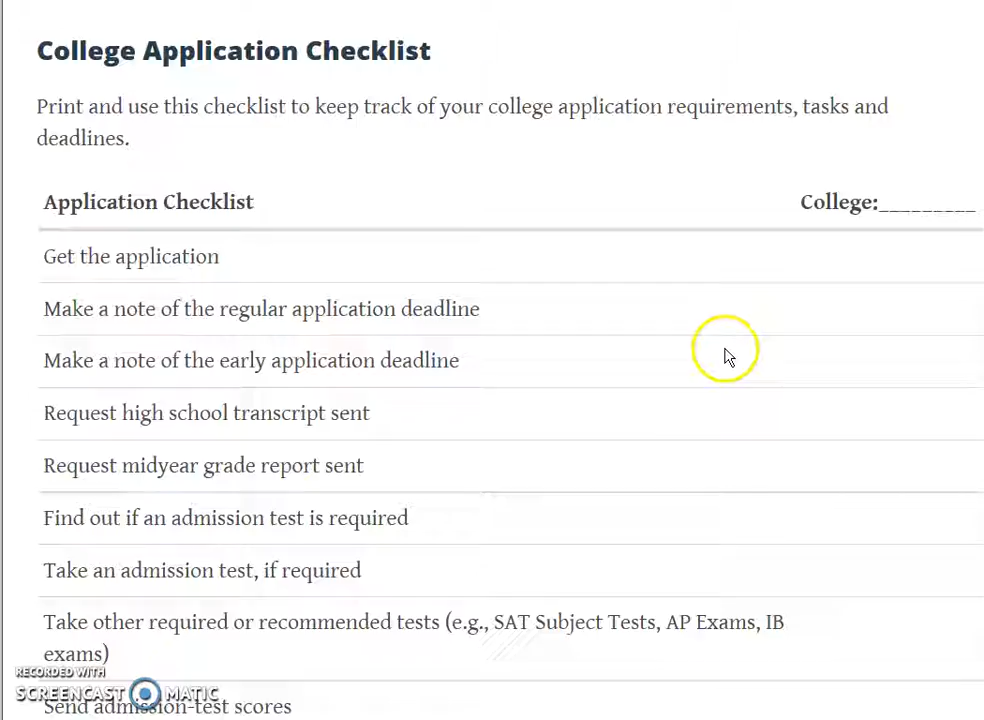 College Application Checklist
Print and use this checklist to keep track of your college application requirements, tasks and
deadlines.
Application Checklist College:_________
Get the application
Make a note of the regular application deadline
Make a note of the early application deadline
Request high school transcript sent
Request midyear grade report sent
Find out if an admission test is required
Take an admission test, if required
Take other required or recommended tests (e.g., SAT Subject Tests, AP Exams, IB
exams)
RECORDED WITH
SCREENCAST MATIC
Send admission-test scores